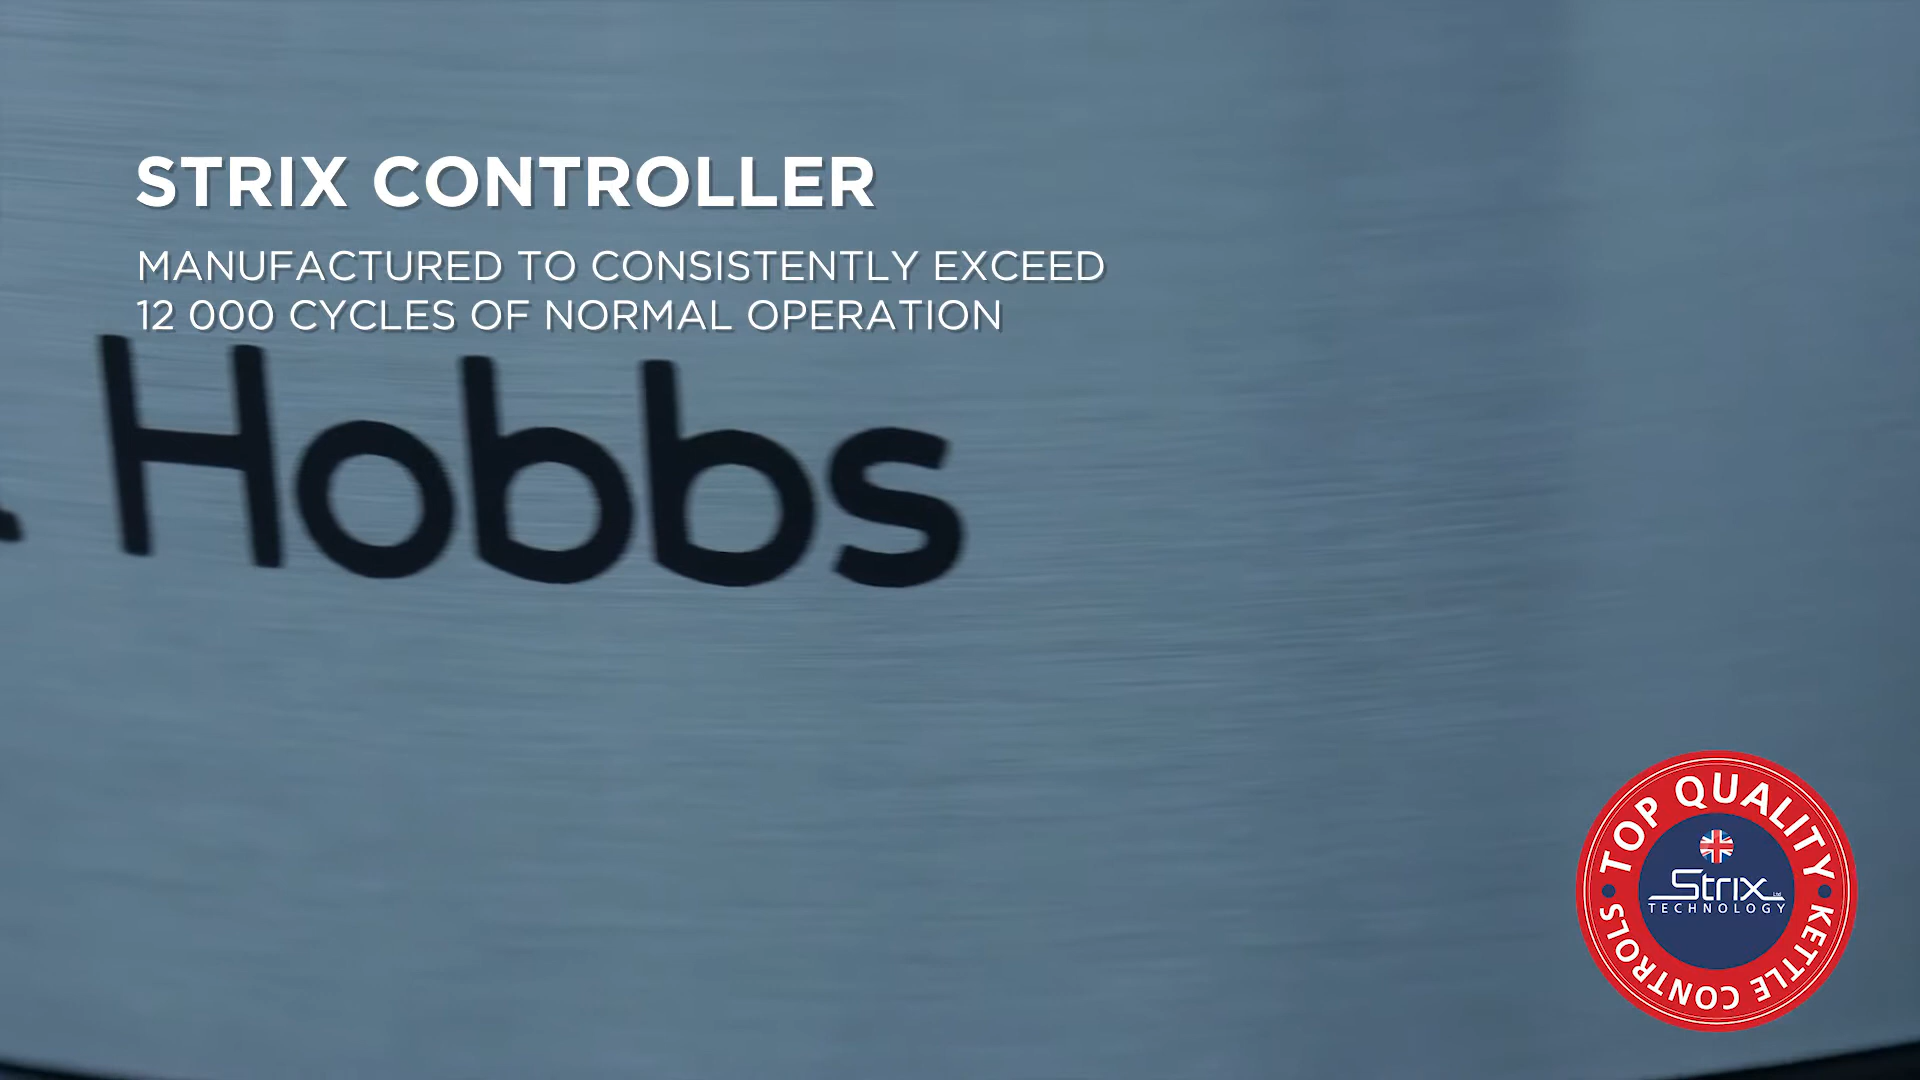 STRIX CONTROLLER
MANUFACTURED TO CONSISTENTLY EXCEED
12 000 CYCLES OF NORMAL OPERATION
Hobbs
TOP QUALITY
Strix Ltd
TECHNOLOGY
KETTLE CONTROLS